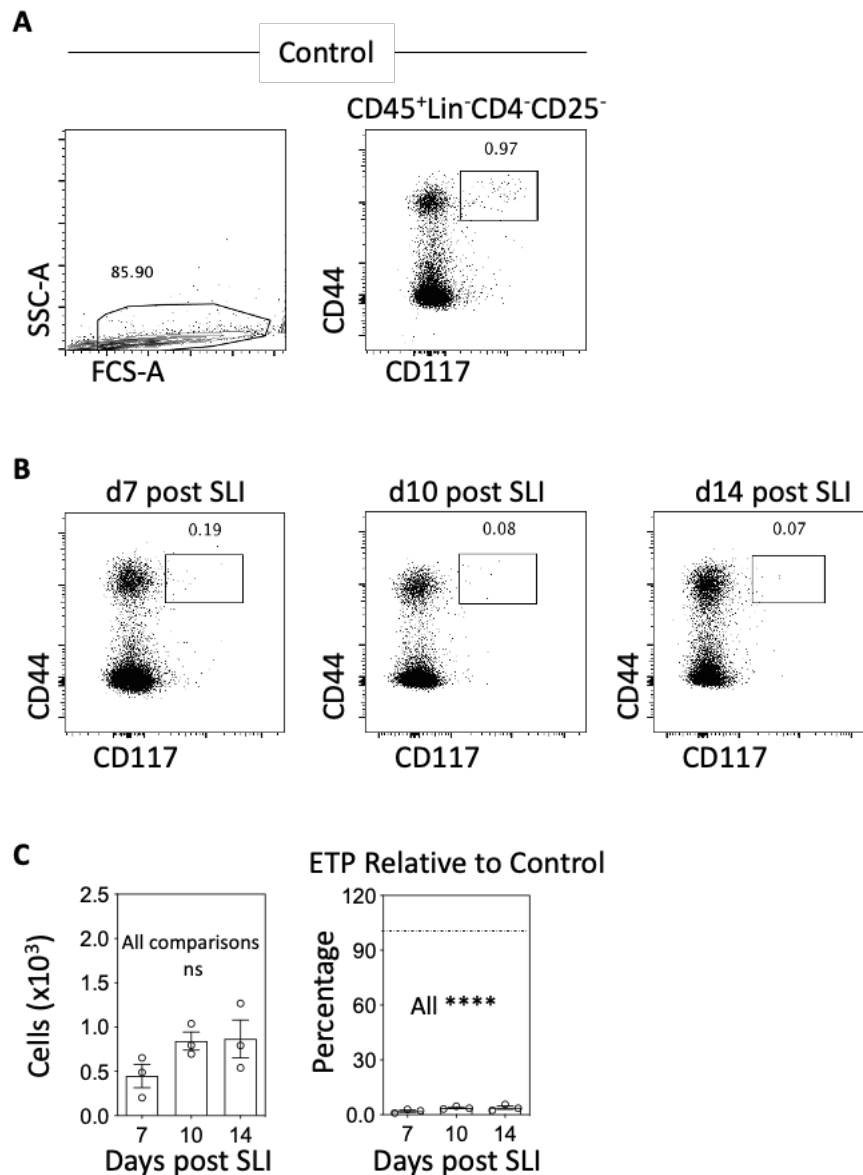 A
Control
CD45⁺Lin⁻CD4⁻CD25⁻
85.90
0.97
SSC-A
FCS-A
CD44
CD117
B
d7 post SLI
d10 post SLI
d14 post SLI
0.19
0.08
0.07
CD44
CD117
CD44
CD117
CD44
CD117
C
ETP Relative to Control
Cells (x10³)
2.5
2.0
1.5
1.0
0.5
0.0
All comparisons
ns
7 10 14
Days post SLI
Percentage
120
90
60
30
0.0
All ****
7 10 14
Days post SLI